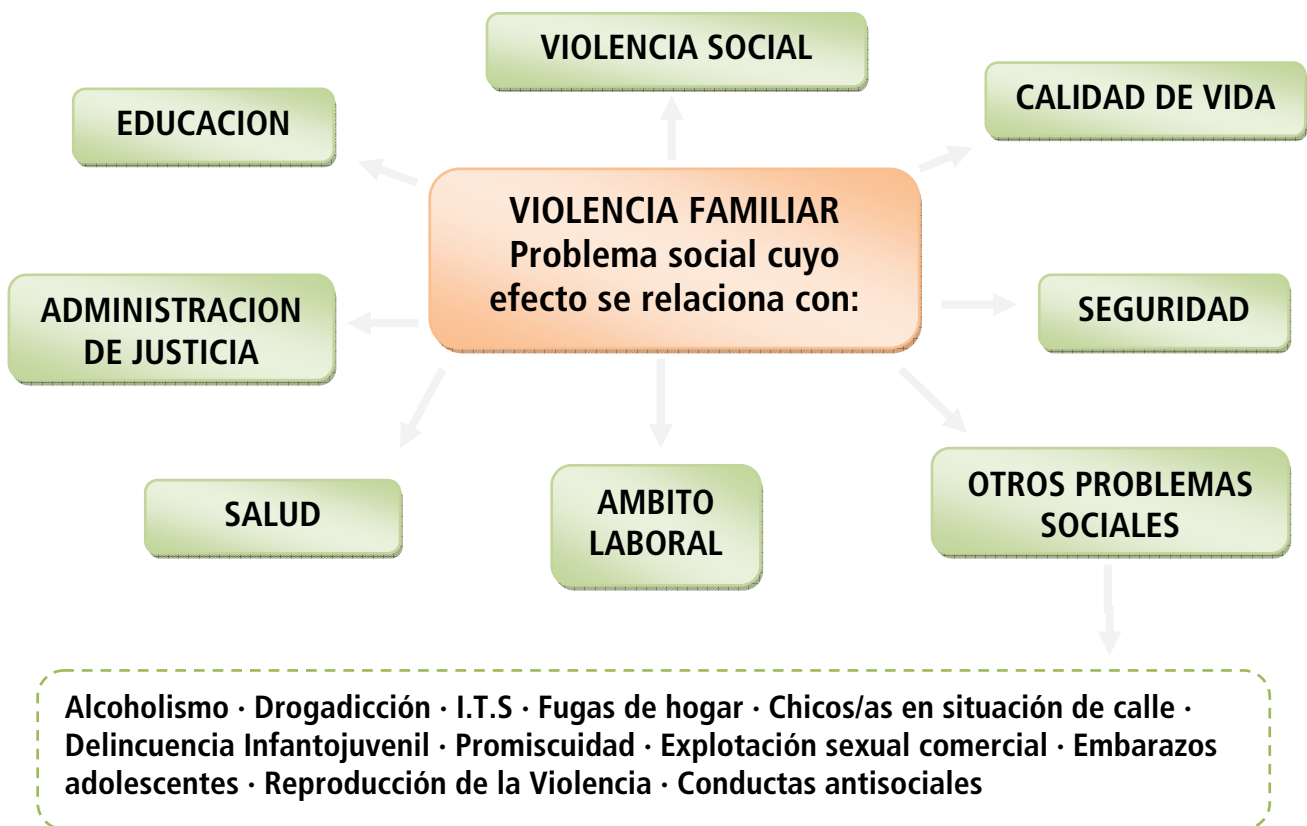 VIOLENCIA SOCIAL
CALIDAD DE VIDA
EDUCACION
VIOLENCIA FAMILIAR
Problema social cuyo
efecto se relaciona con:
ADMINISTRACION
DE JUSTICIA
SEGURIDAD
SALUD
AMBITO
LABORAL
OTROS PROBLEMAS
SOCIALES
Alcoholismo · Drogadicción · I.T.S · Fugas de hogar · Chicos/as en situación de calle ·
Delincuencia Infantojuvenil · Promiscuidad · Explotación sexual comercial · Embarazos
adolescentes · Reproducción de la Violencia · Conductas antisociales